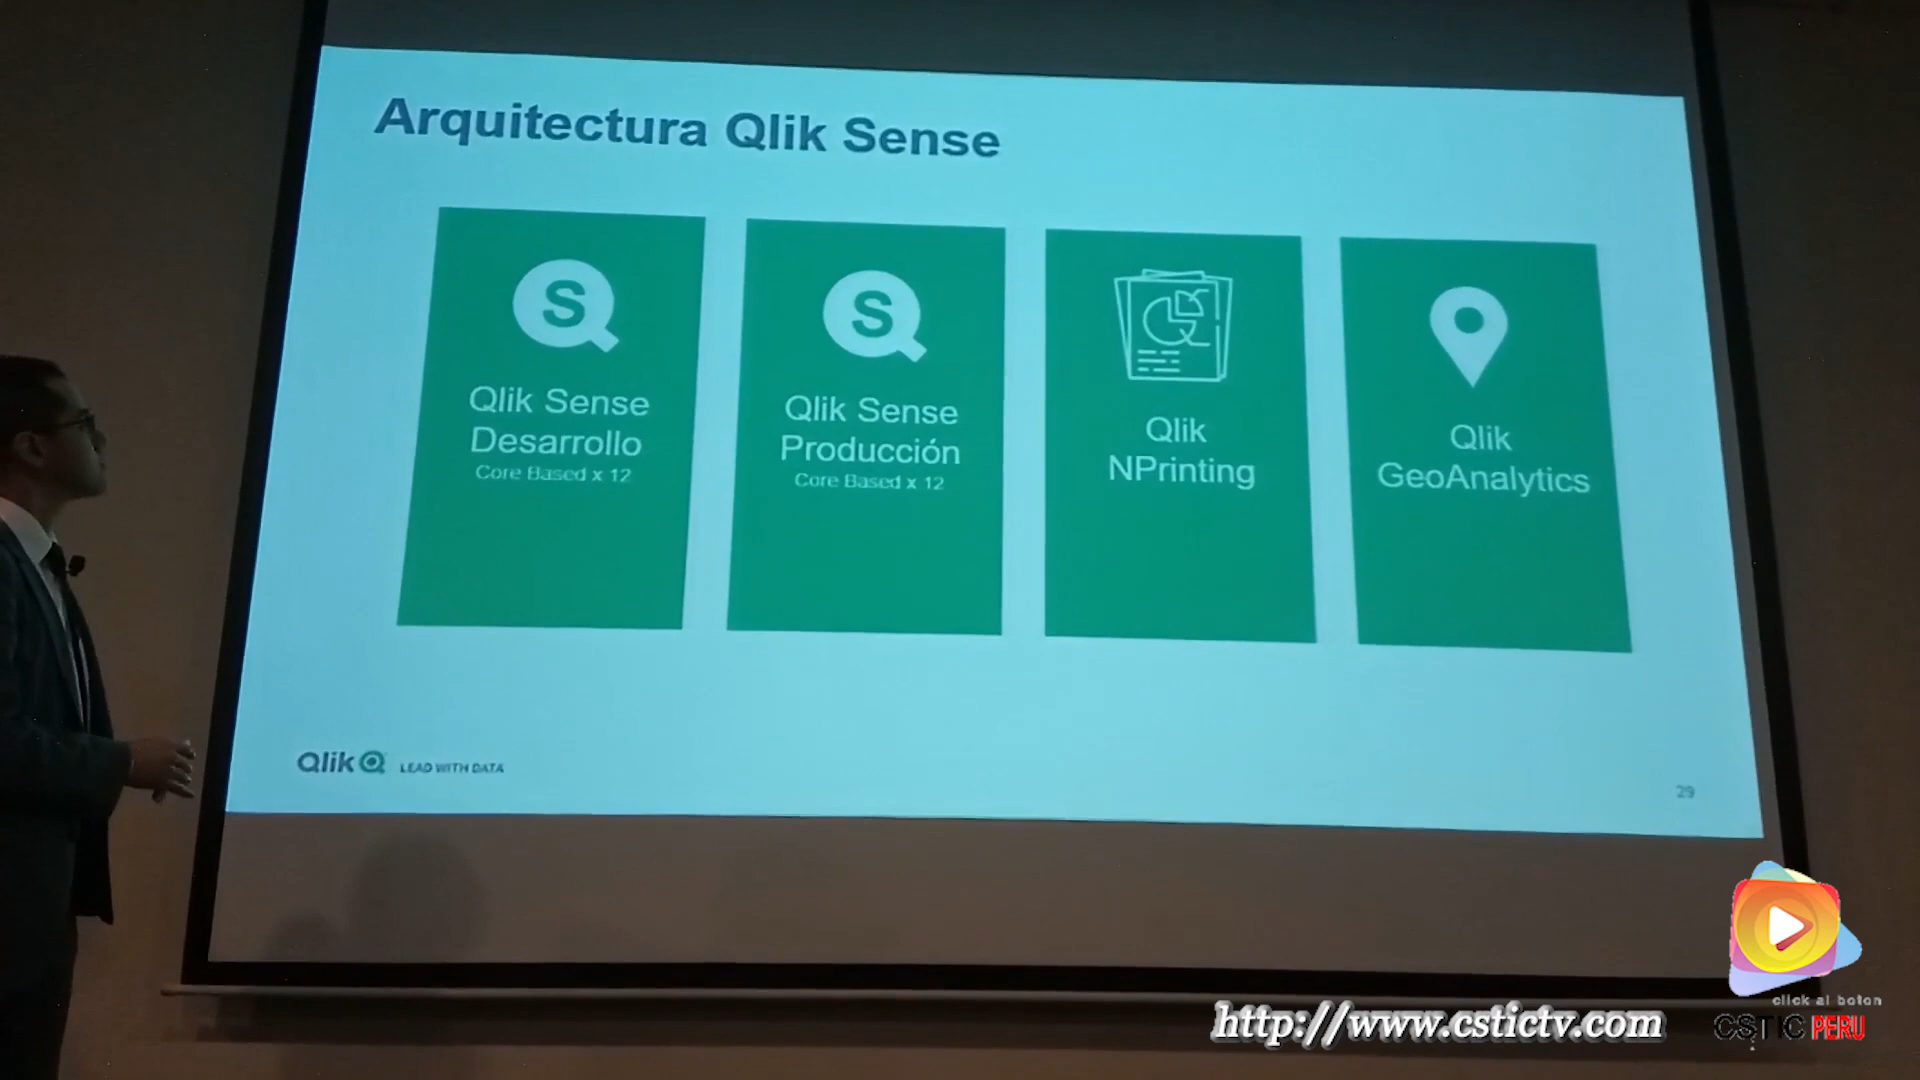 Arquitectura Qlik Sense
S
Qlik Sense
Desarrollo
Core Based x 12
S
Qlik Sense
Producción
Core Based x 12
Qlik
NPrinting
Qlik
GeoAnalytics
Qlik
LEAD WITH DATA
29
click al boton
http://www.cstictv.com
CSTIC PERU